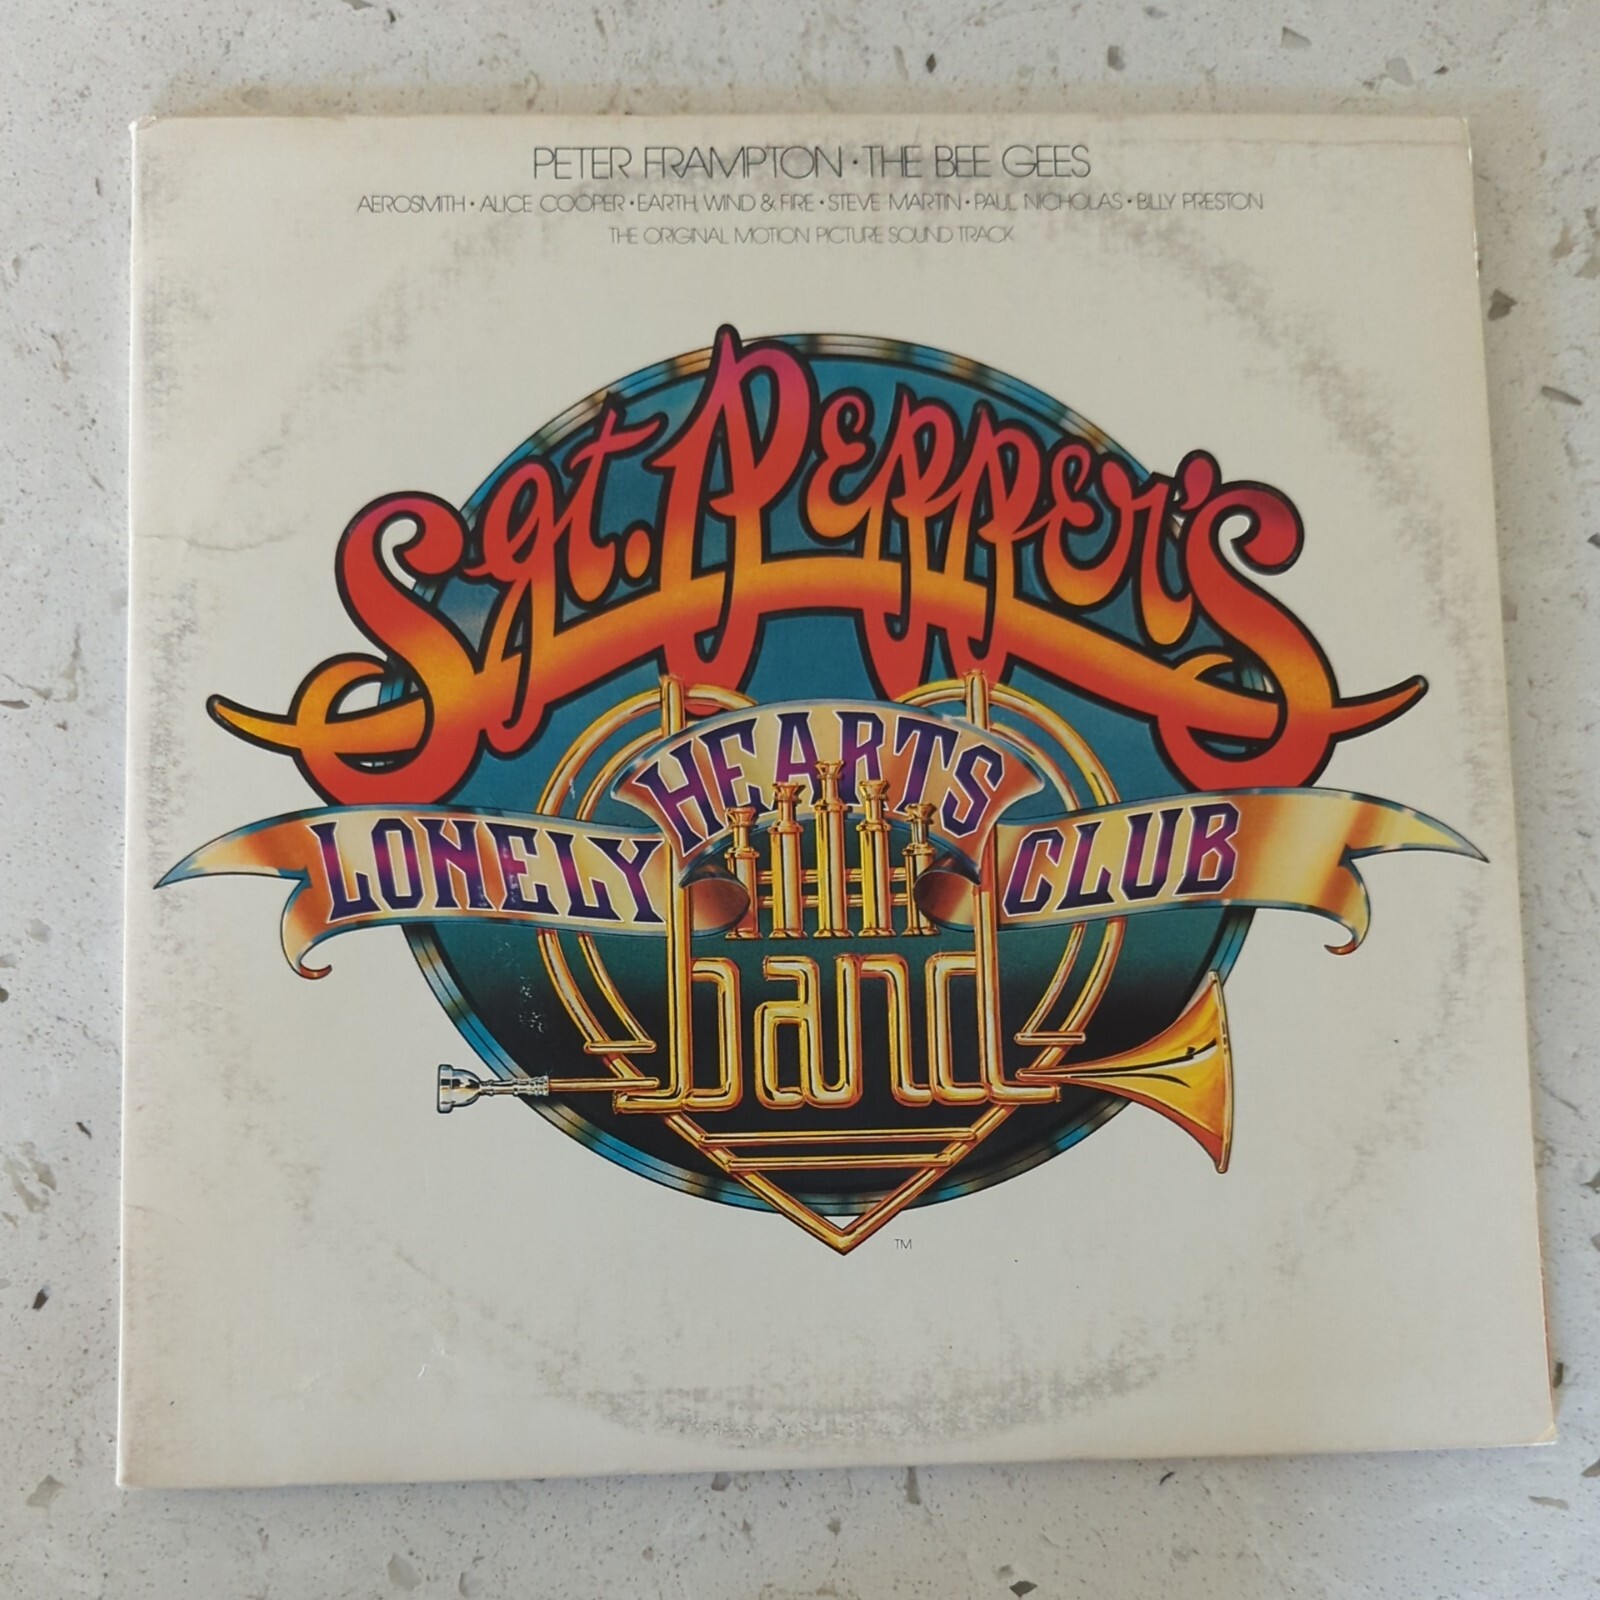 PETER FRAMPTON · THE BEE GEES
AEROSMITH · ALICE COOPER · EARTH, WIND & FIRE · STEVE MARTIN · PAUL NICHOLAS · BILLY PRESTON
THE ORIGINAL MOTION PICTURE SOUND TRACK
Sgt. Pepper's
LONELY HEARTS CLUB
band
TM